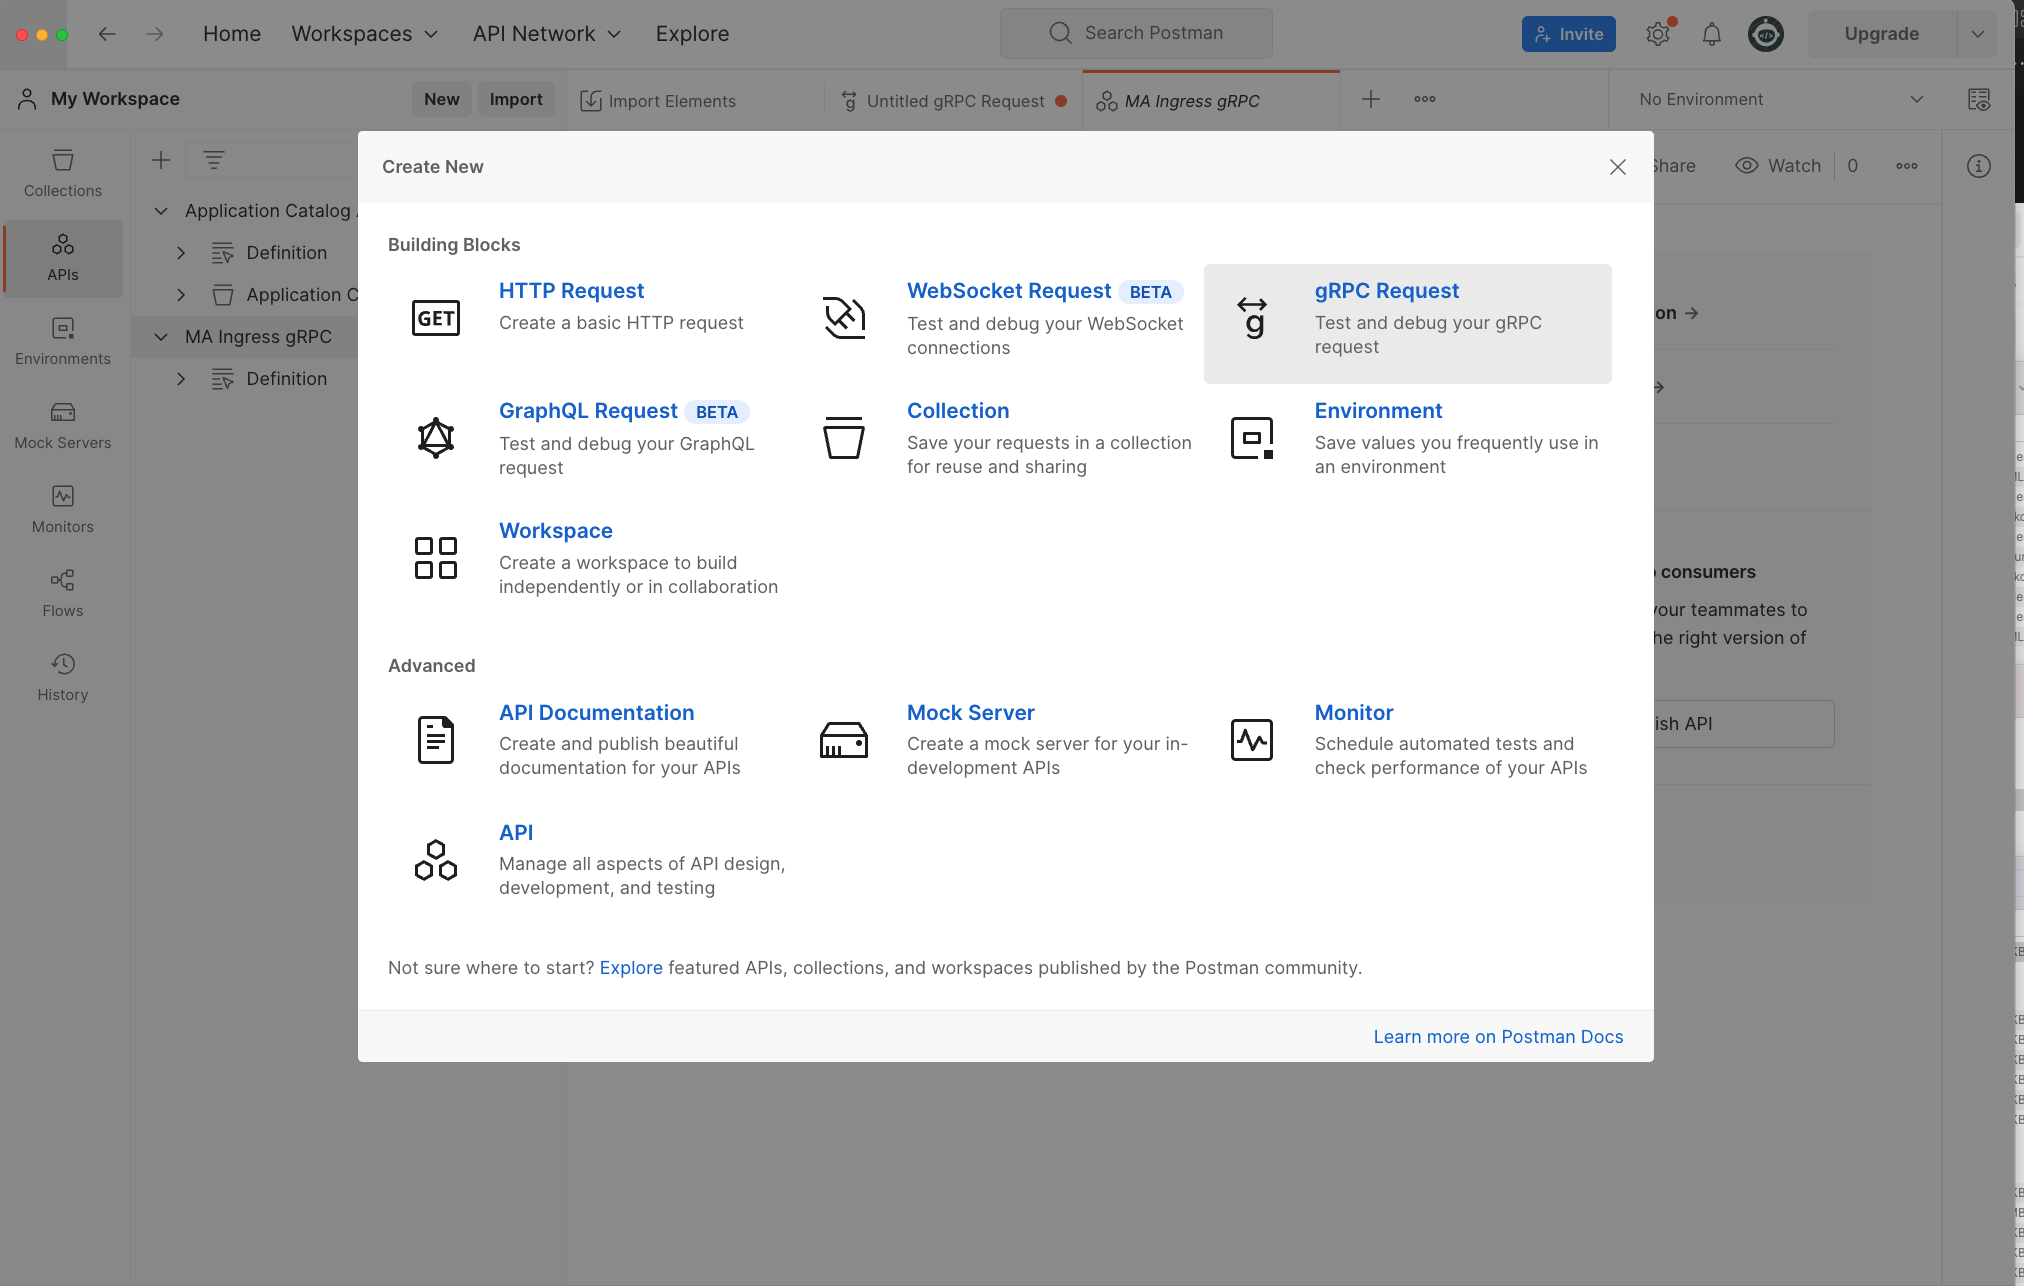 Home
Workspaces
API Network
Explore
Search Postman
Invite
Upgrade
My Workspace
New
Import
Import Elements
Untitled gRPC Request
MA Ingress gRPC
No Environment
Share
Watch
0
Collections
APIs
Environments
Mock Servers
Monitors
Flows
History
Application Catalog
Definition
Application C
MA Ingress gRPC
Definition
Create New
Building Blocks
GET
HTTP Request
Create a basic HTTP request
WebSocket Request BETA
Test and debug your WebSocket
connections
g
gRPC Request
Test and debug your gRPC
request
GraphQL Request BETA
Test and debug your GraphQL
request
Collection
Save your requests in a collection
for reuse and sharing
Environment
Save values you frequently use in
an environment
Workspace
Create a workspace to build
independently or in collaboration
Advanced
API Documentation
Create and publish beautiful
documentation for your APIs
Mock Server
Create a mock server for your in-
development APIs
Monitor
Schedule automated tests and
check performance of your APIs
API
Manage all aspects of API design,
development, and testing
Not sure where to start? Explore featured APIs, collections, and workspaces published by the Postman community.
Learn more on Postman Docs
on →
consumers
your teammates to
the right version of
ish API